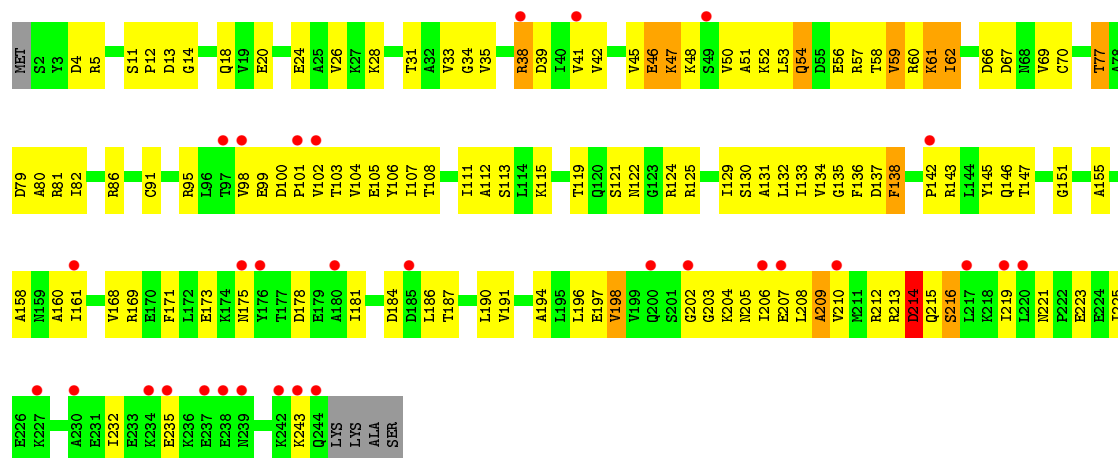 MET S2 Y3 D4 R5 S11 P12 D13 G14 Q18 V19 E20 E24 A25 V26 K27 K28 T31 A32 V33 G34 V35 R38 D39 I40 V41 V42 V45 E46 K47 K48 S49 V50 A51 K52 L53 Q54 D55 E56 R57 T58 V59 R60 K61 I62 D66 D67 N68 V69 C70 T77 A78
D79 A80 R81 I82 R86 C91 R95 L96 T97 V98 E99 D100 P101 V102 T103 V104 E105 Y106 I107 T108 I111 A112 S113 L114 K115 T119 Q120 S121 N122 G123 R124 R125 I129 S130 A131 L132 I133 V134 G135 F136 D137 F138 P142 R143 L144 Y145 Q146 T147 G151 A155
A158 N159 A160 I161 V168 R169 E170 F171 L172 E173 K174 N175 Y176 T177 D178 E179 A180 I181 D184 D185 L186 T187 L190 V191 A194 L195 L196 E197 V198 V199 Q200 S201 G202 G203 K204 N205 I206 E207 L208 A209 V210 M211 R212 R213 D214 Q215 S216 L217 K218 I219 L220 N221 P222 E223 E224 I225
E226 K227 A230 E231 I232 E233 K234 E235 K236 E237 E238 N239 K242 K243 Q244 LYS LYS ALA SER